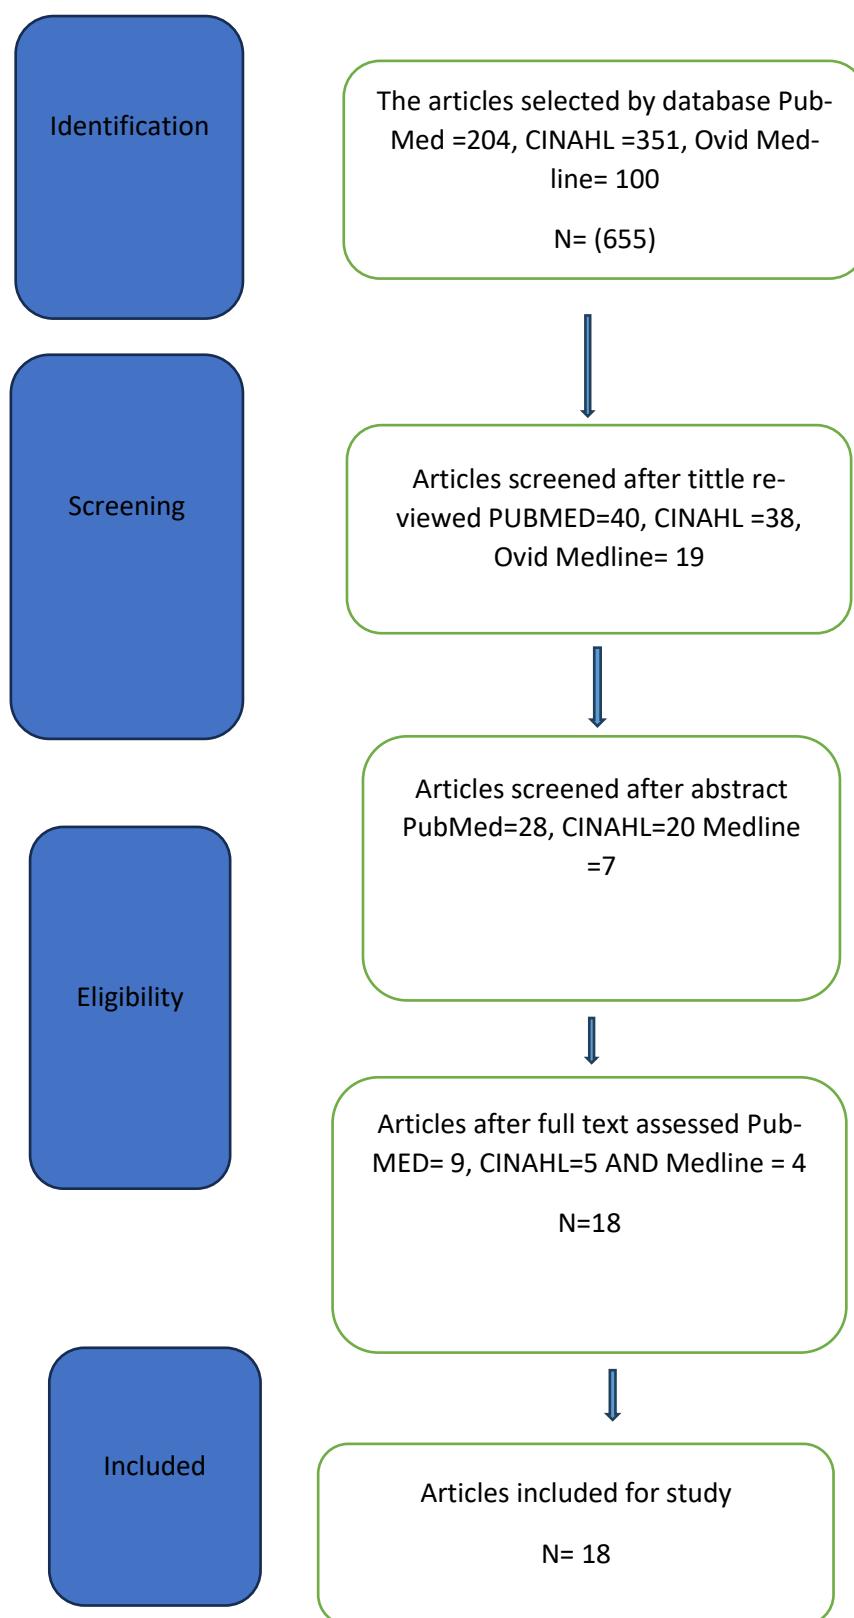 Identification
The articles selected by database Pub-
Med =204, CINAHL =351, Ovid Med-
line= 100
N= (655)
Screening
Articles screened after tittle re-
viewed PUBMED=40, CINAHL =38,
Ovid Medline= 19
Articles screened after abstract
PubMed=28, CINAHL=20 Medline
=7
Eligibility
Articles after full text assessed Pub-
MED= 9, CINAHL=5 AND Medline = 4
N=18
Included
Articles included for study
N= 18